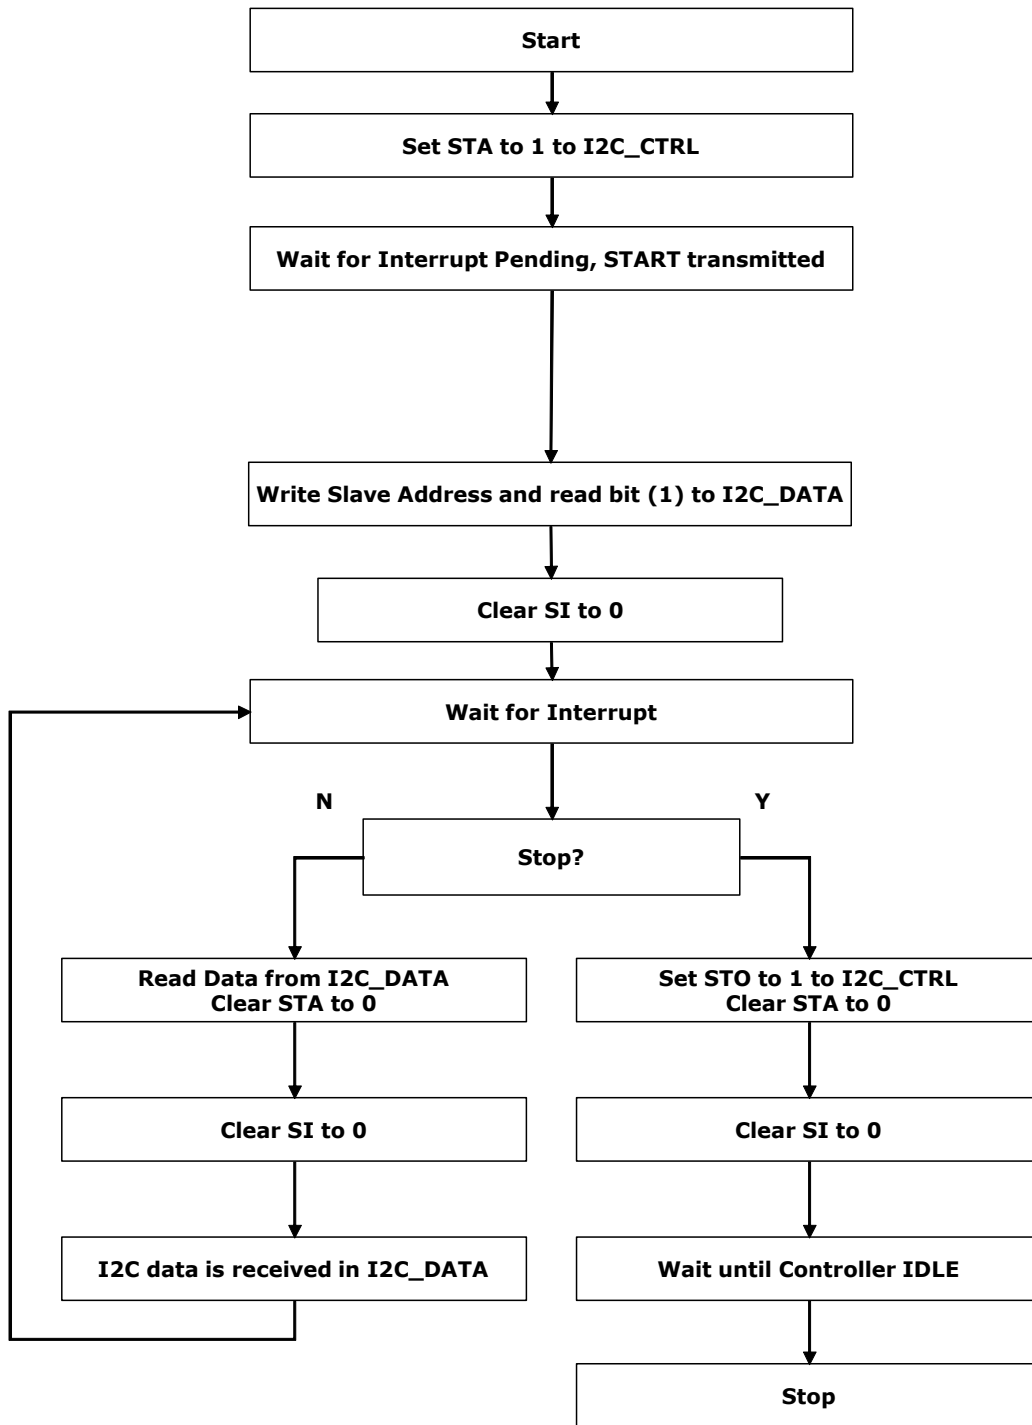 Start
Set STA to 1 to I2C_CTRL
Wait for Interrupt Pending, START transmitted
Write Slave Address and read bit (1) to I2C_DATA
Clear SI to 0
Wait for Interrupt
N
Y
Stop?
Read Data from I2C_DATA
Clear STA to 0
Set STO to 1 to I2C_CTRL
Clear STA to 0
Clear SI to 0
Clear SI to 0
I2C data is received in I2C_DATA
Wait until Controller IDLE
Stop